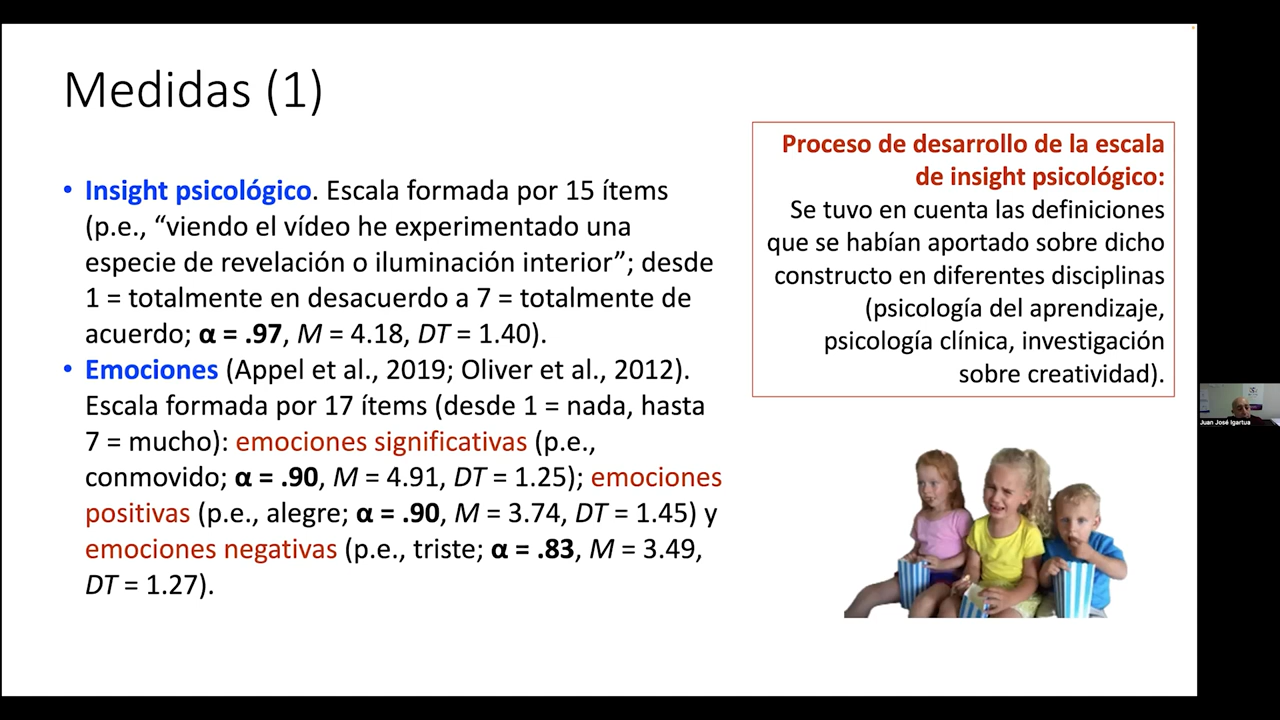 Medidas (1)
• Insight psicológico. Escala formada por 15 ítems
(p.e., “viendo el vídeo he experimentado una
especie de revelación o iluminación interior”; desde
1 = totalmente en desacuerdo a 7 = totalmente de
acuerdo; α = .97, M = 4.18, DT = 1.40).
• Emociones (Appel et al., 2019; Oliver et al., 2012).
Escala formada por 17 ítems (desde 1 = nada, hasta
7 = mucho): emociones significativas (p.e.,
conmovido; α = .90, M = 4.91, DT = 1.25); emociones
positivas (p.e., alegre; α = .90, M = 3.74, DT = 1.45) y
emociones negativas (p.e., triste; α = .83, M = 3.49,
DT = 1.27).
Proceso de desarrollo de la escala
de insight psicológico:
Se tuvo en cuenta las definiciones
que se habían aportado sobre dicho
constructo en diferentes disciplinas
(psicología del aprendizaje,
psicología clínica, investigación
sobre creatividad).
Juan José Igartua